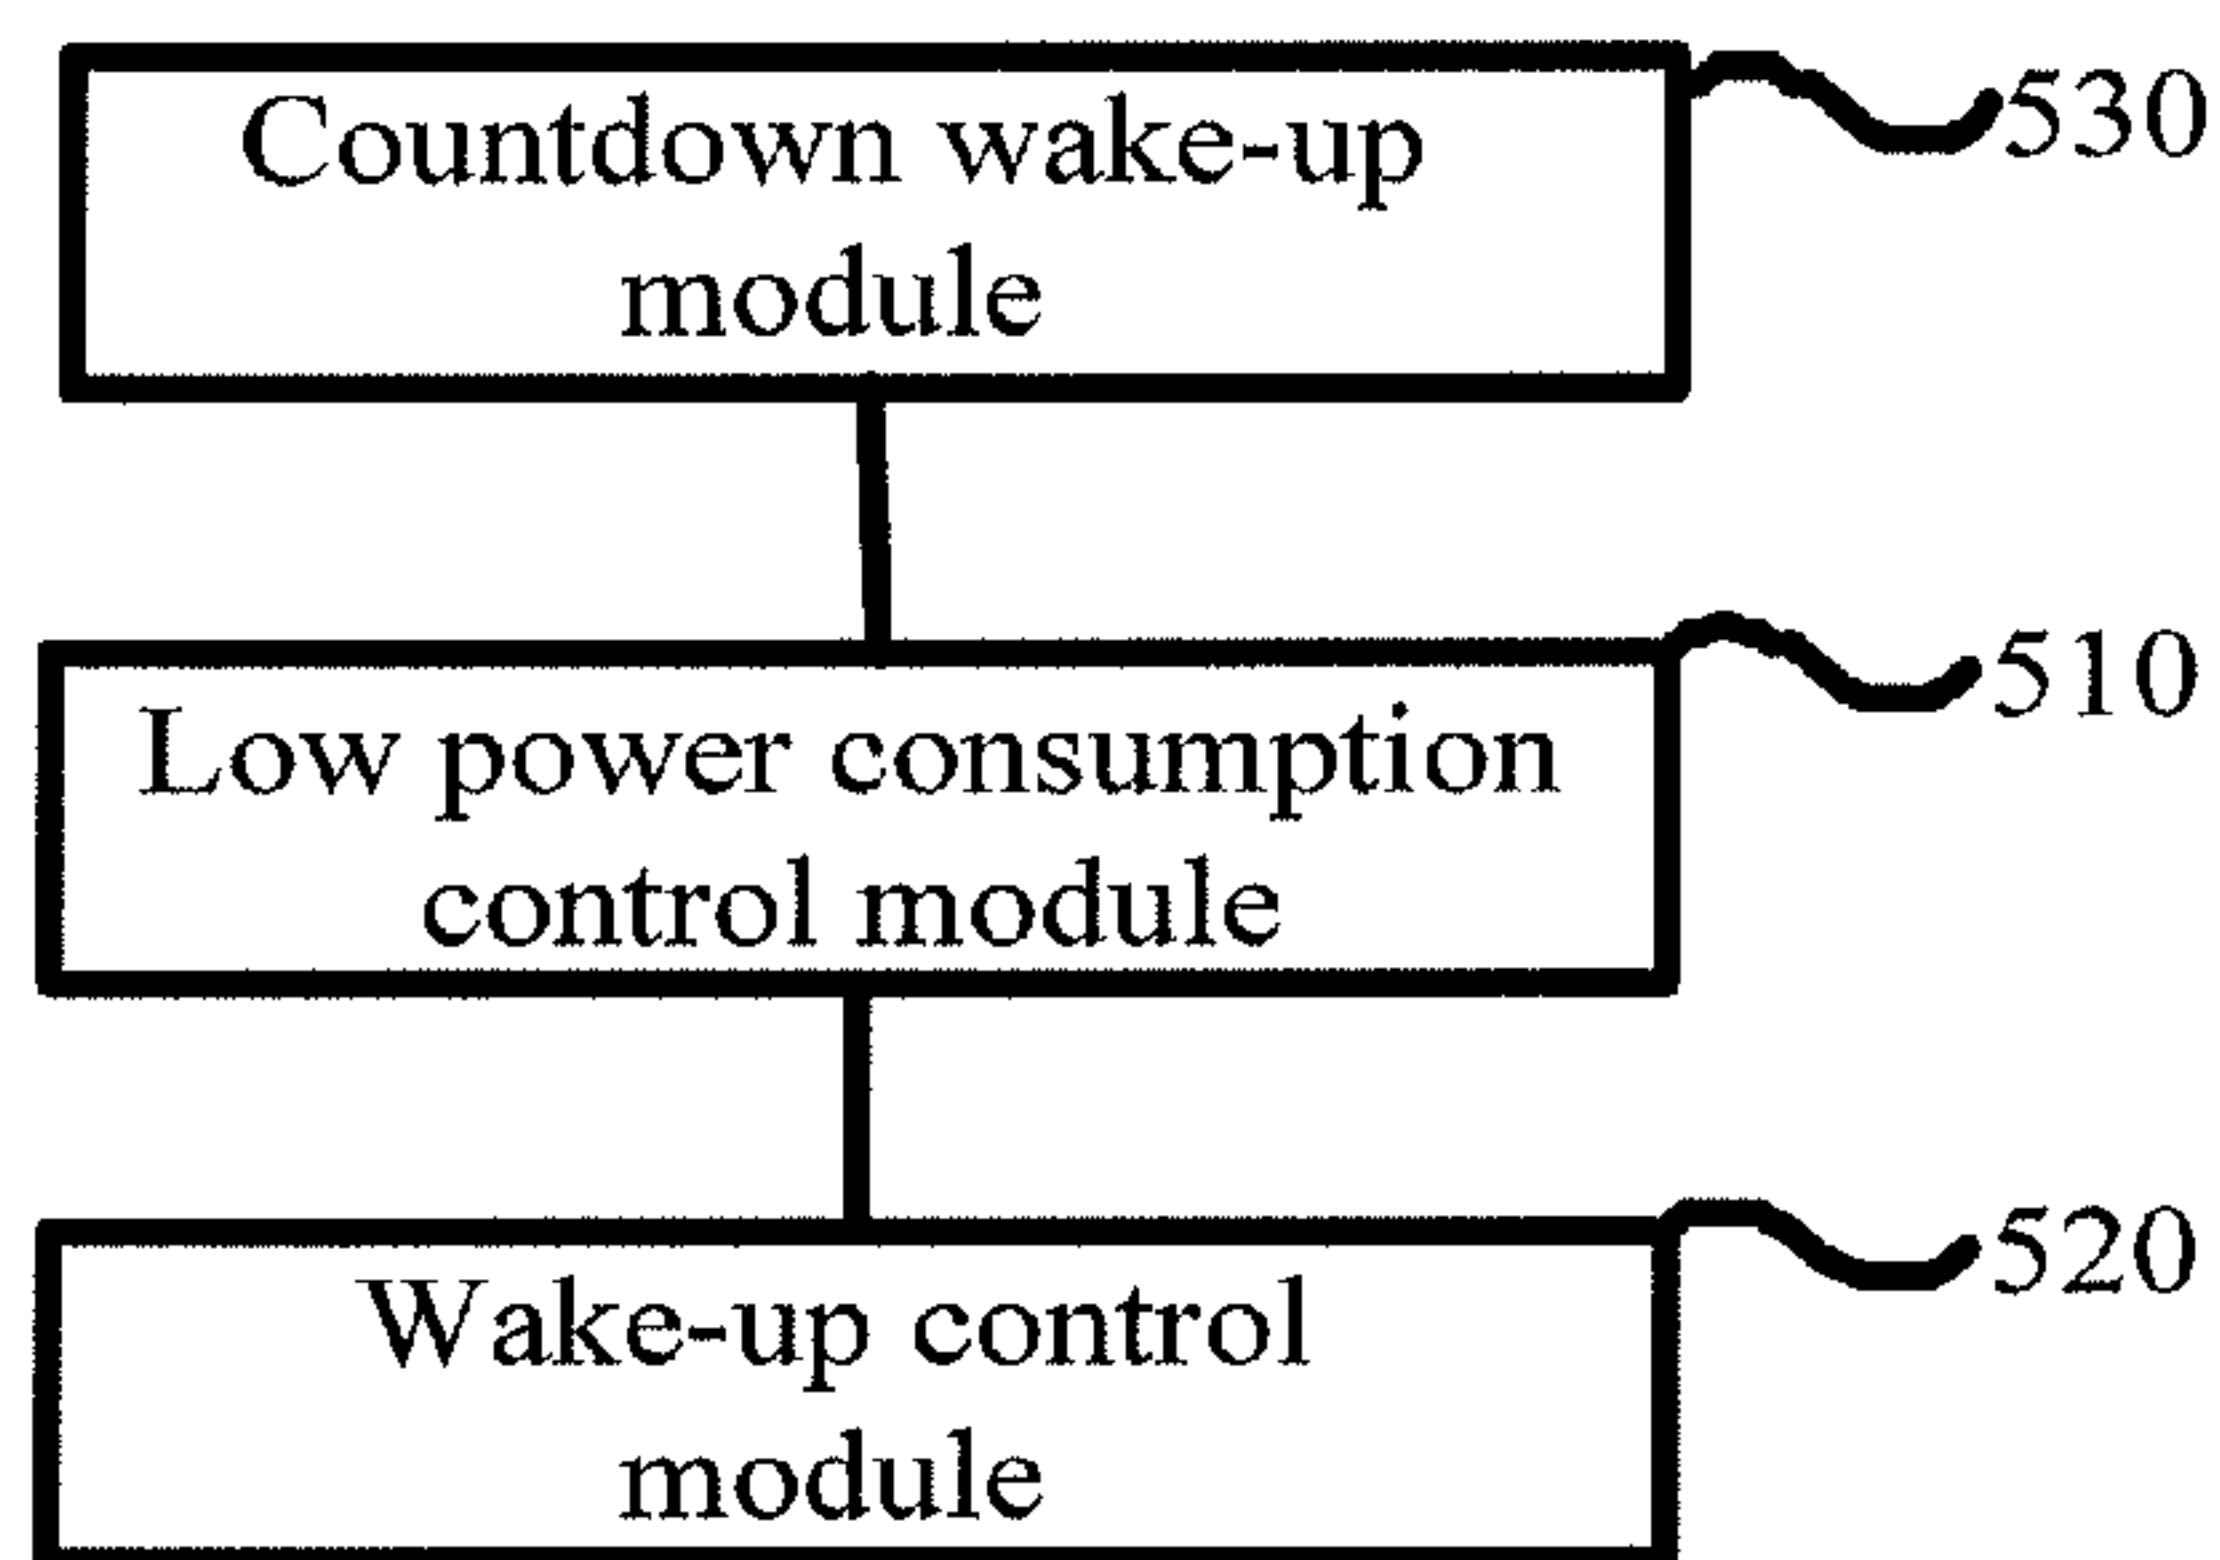 Countdown wake-up
module
530
Low power consumption
control module
510
Wake-up control
module
520